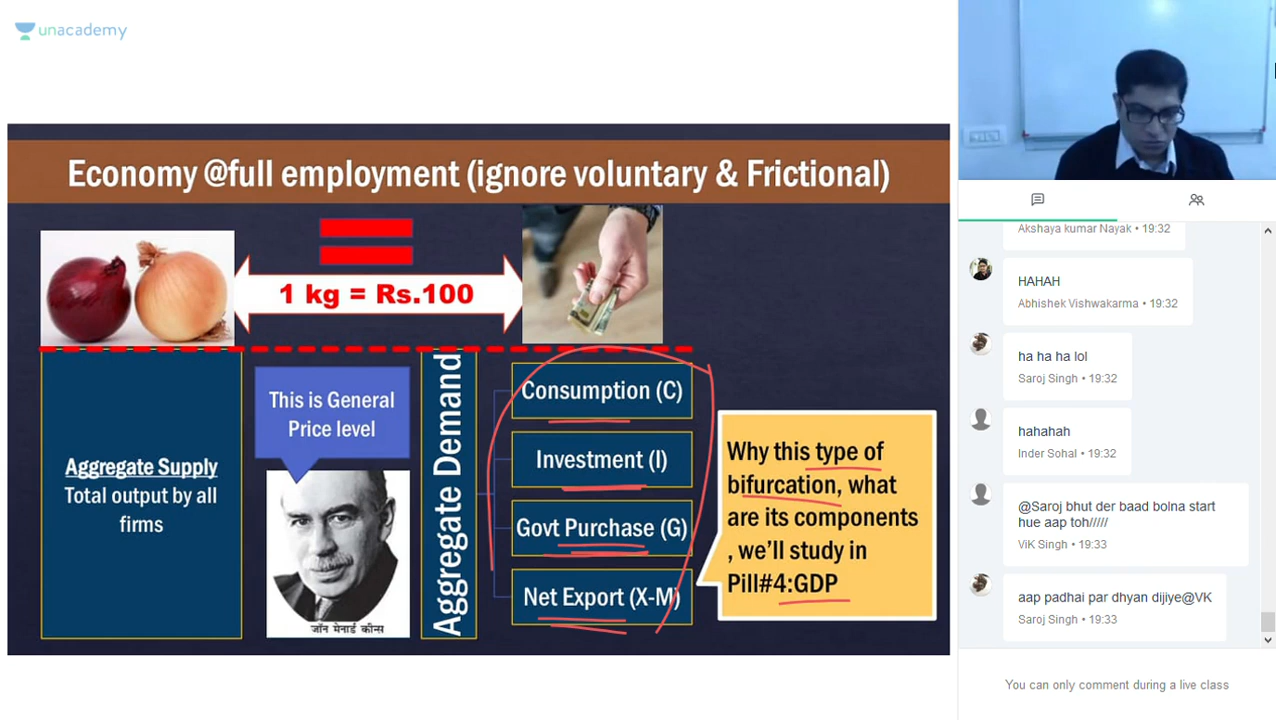 unacademy
Economy @full employment (ignore voluntary & Frictional)
1 kg = Rs.100
Aggregate Supply
Total output by all
firms
This is General
Price level
जॉन मेनार्ड कीन्स
Aggregate Demand
Consumption (C)
Investment (I)
Govt Purchase (G)
Net Export (X-M)
Why this type of
bifurcation, what
are its components
, we'll study in
Pill#4:GDP
Akshaya kumar Nayak • 19:32
HAHAH
Abhishek Vishwakarma • 19:32
ha ha ha lol
Saroj Singh • 19:32
hahahah
Inder Sohal • 19:32
@Saroj bhut der baad bolna start
hue aap toh/////
ViK Singh • 19:33
aap padhai par dhyan dijiye@VK
Saroj Singh • 19:33
You can only comment during a live class